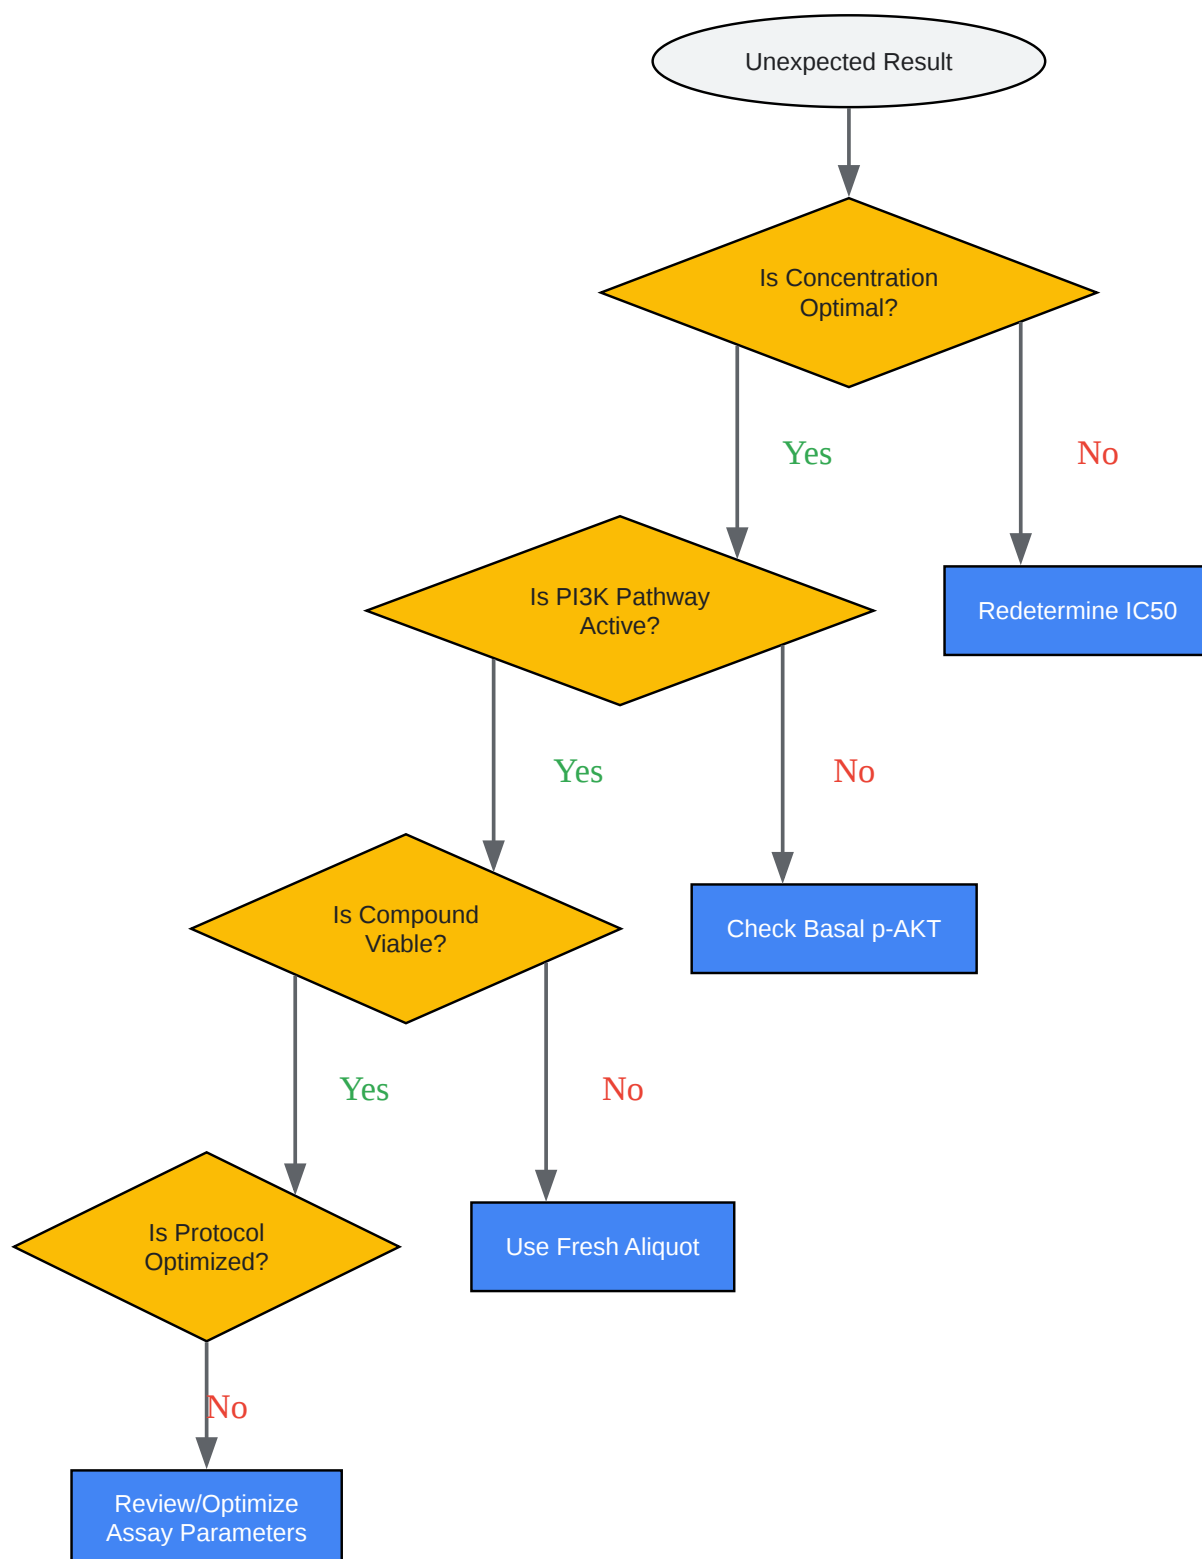 Unexpected Result
Is Concentration
Optimal?
Yes
No
Is PI3K Pathway
Active?
Redetermine IC50
Yes
No
Is Compound
Viable?
Check Basal p-AKT
Yes
No
Is Protocol
Optimized?
Use Fresh Aliquot
No
Review/Optimize
Assay Parameters